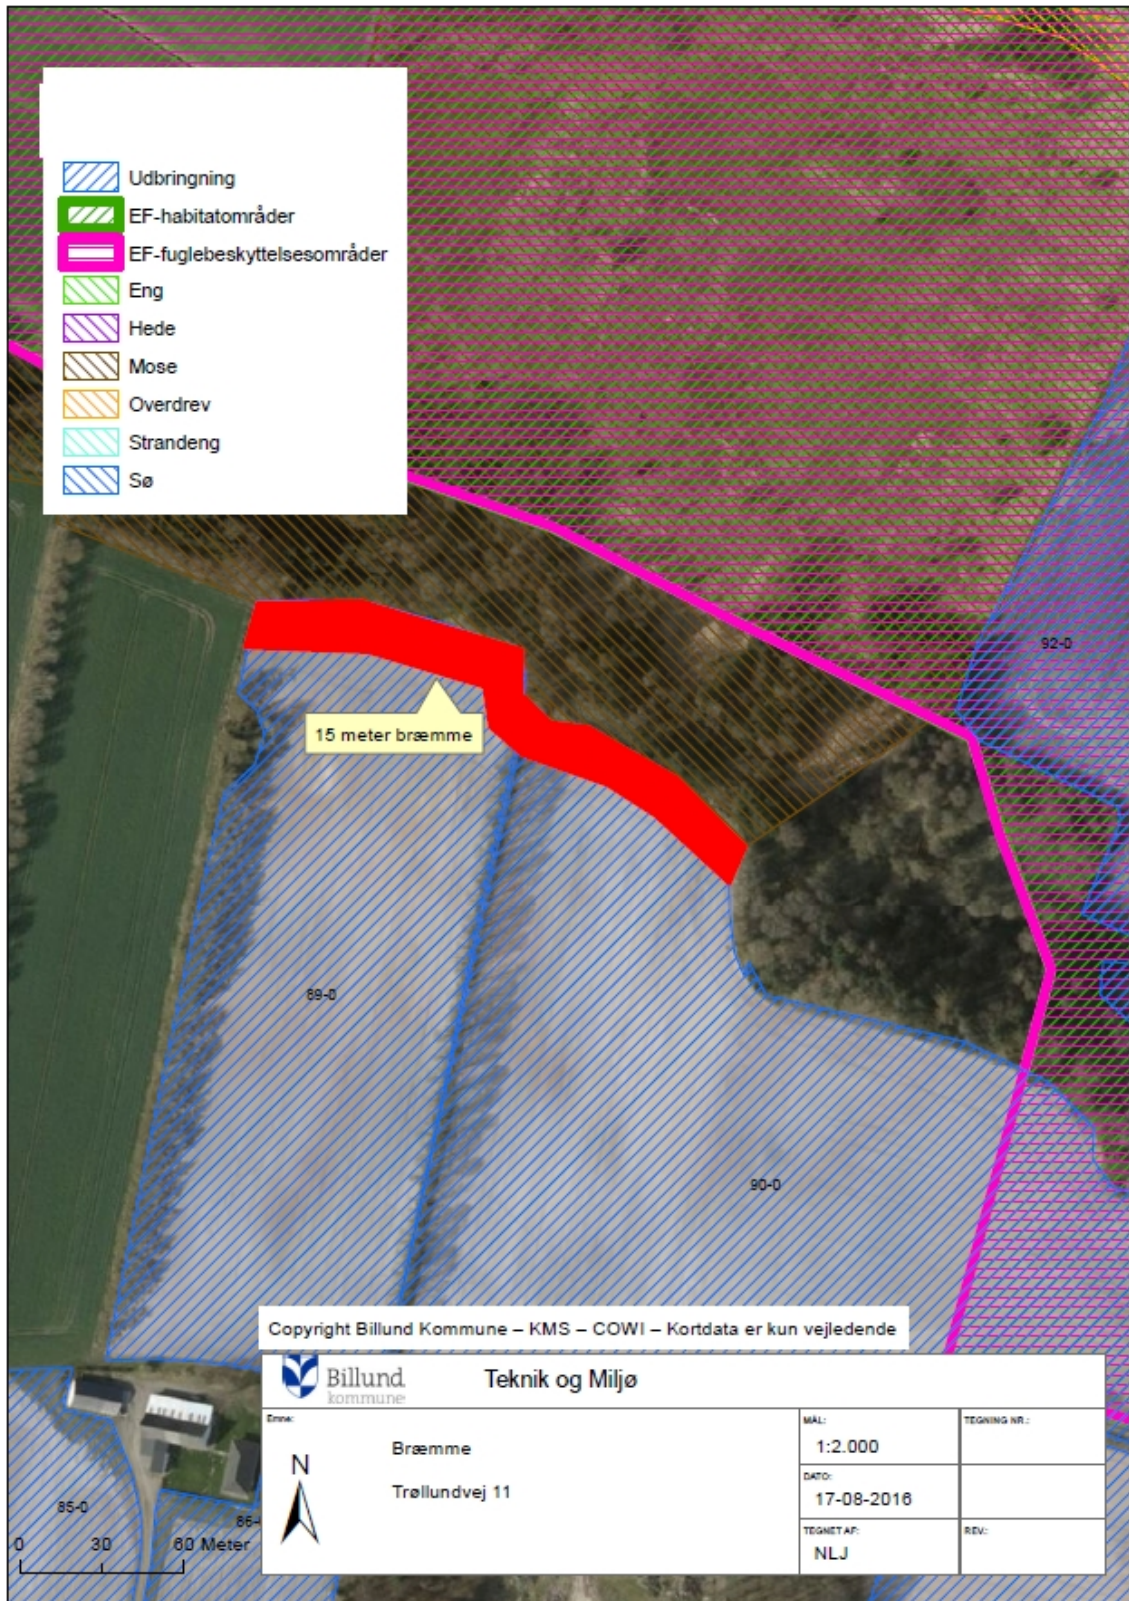 Udbringning
EF-habitatområder
EF-fuglebeskyttelsesområder
Eng
Hede
Mose
Overdrev
Strandeng
Sø
92-0
15 meter bræmme
89-0
90-0
Copyright Billund Kommune – KMS – COWI – Kortdata er kun vejledende
Billund
kommune
Teknik og Miljø
Emne:
Bræmme
Trøllundvej 11
N
MÅL:
1:2.000
TEGNING NR.:
DATO:
17-08-2016
TEGNET AF:
NLJ
REV.:
85-0
86-
0 30 60 Meter